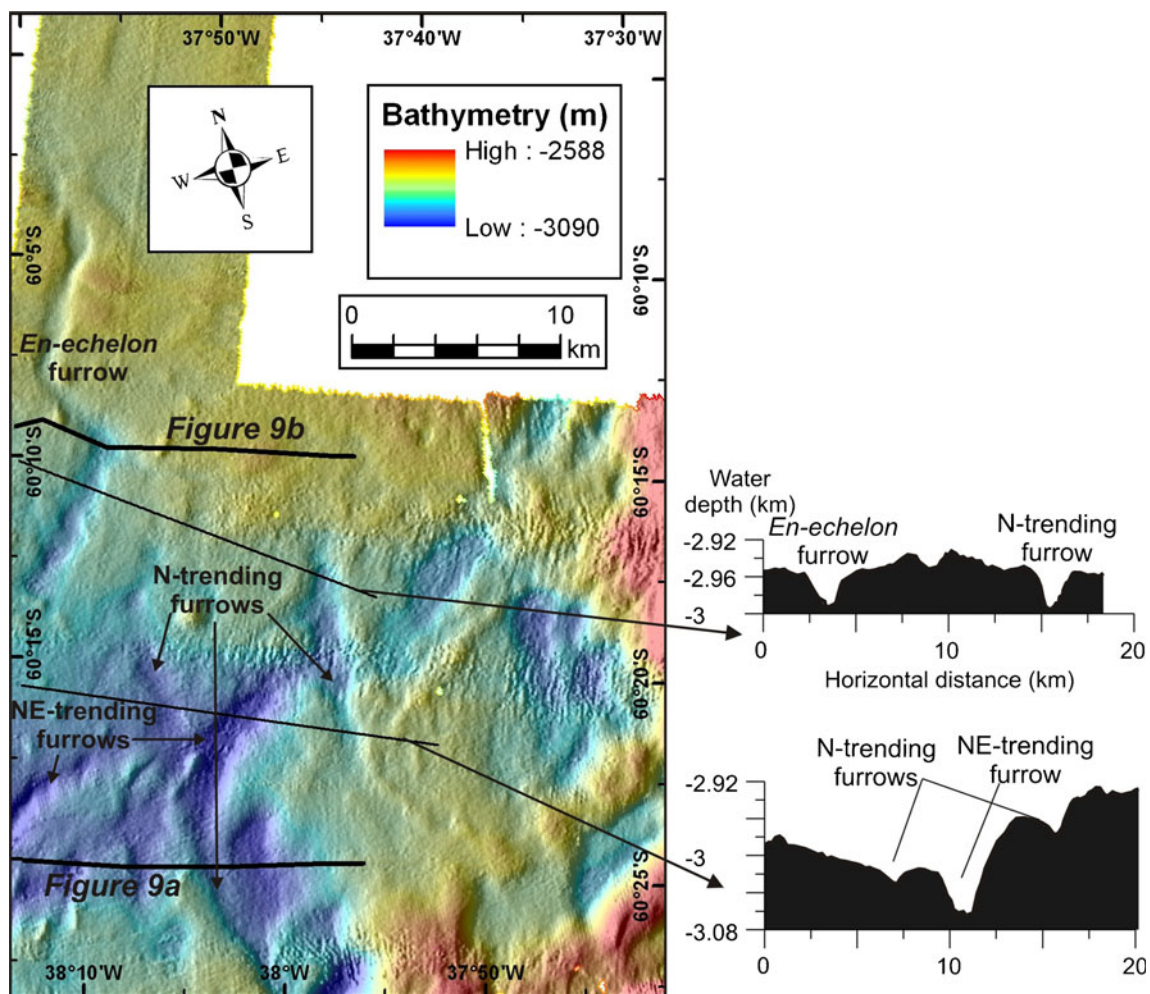 37°50'W
37°40'W
37°30'W
N
W
E
S
Bathymetry (m)
High : -2588
Low : -3090
0
10
km
60°5'S
60°10'S
En-echelon
furrow
Figure 9b
60°10'S
60°15'S
N-trending
furrows
60°15'S
60°20'S
NE-trending
furrows
Figure 9a
60°25'S
38°10'W
38°W
37°50'W
Water
depth (km)
En-echelon
furrow
N-trending
furrow
-2.92
-2.96
-3
0
10
20
Horizontal distance (km)
N-trending
furrows
NE-trending
furrow
-2.92
-3
-3.08
0
10
20